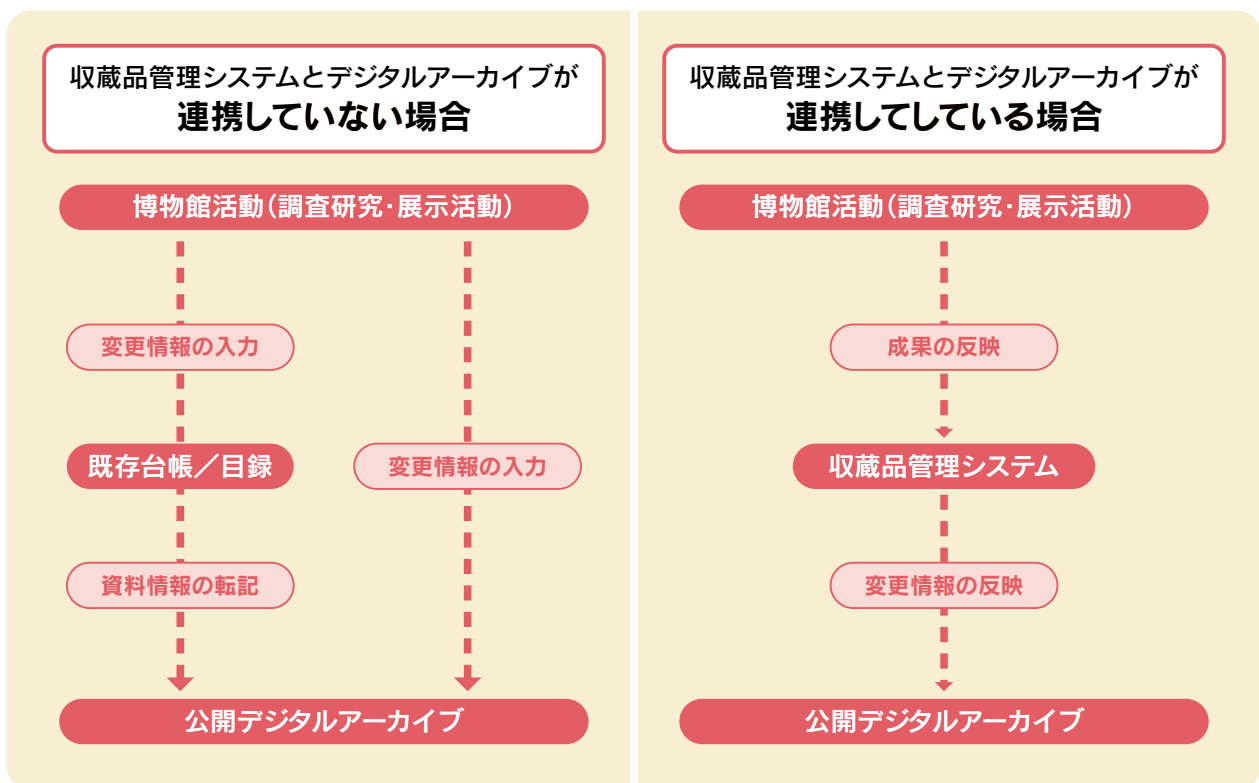 収蔵品管理システムとデジタルアーカイブが
連携していない場合
博物館活動（調査研究・展示活動）
変更情報の入力
既存台帳／目録
変更情報の入力
資料情報の転記
公開デジタルアーカイブ
収蔵品管理システムとデジタルアーカイブが
連携してしている場合
博物館活動（調査研究・展示活動）
成果の反映
収蔵品管理システム
変更情報の反映
公開デジタルアーカイブ